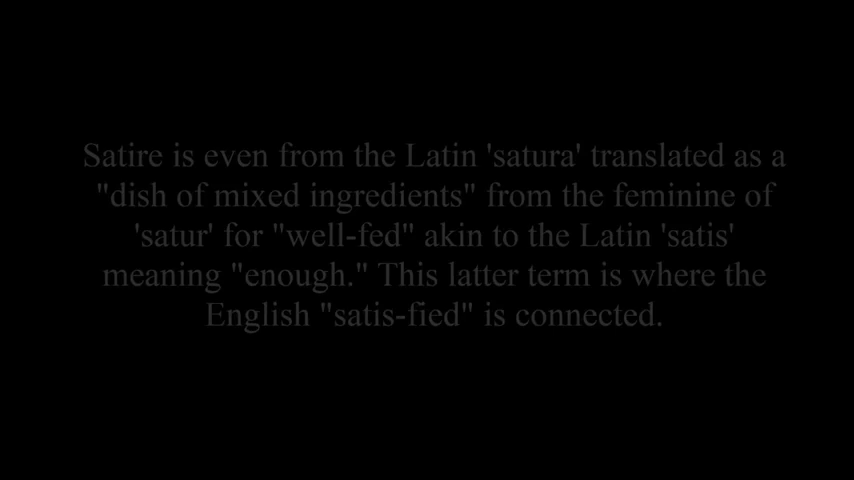 Satire is even from the Latin 'satura' translated as a
"dish of mixed ingredients" from the feminine of
'satur' for "well-fed" akin to the Latin 'satis'
meaning "enough." This latter term is where the
English "satis-fied" is connected.